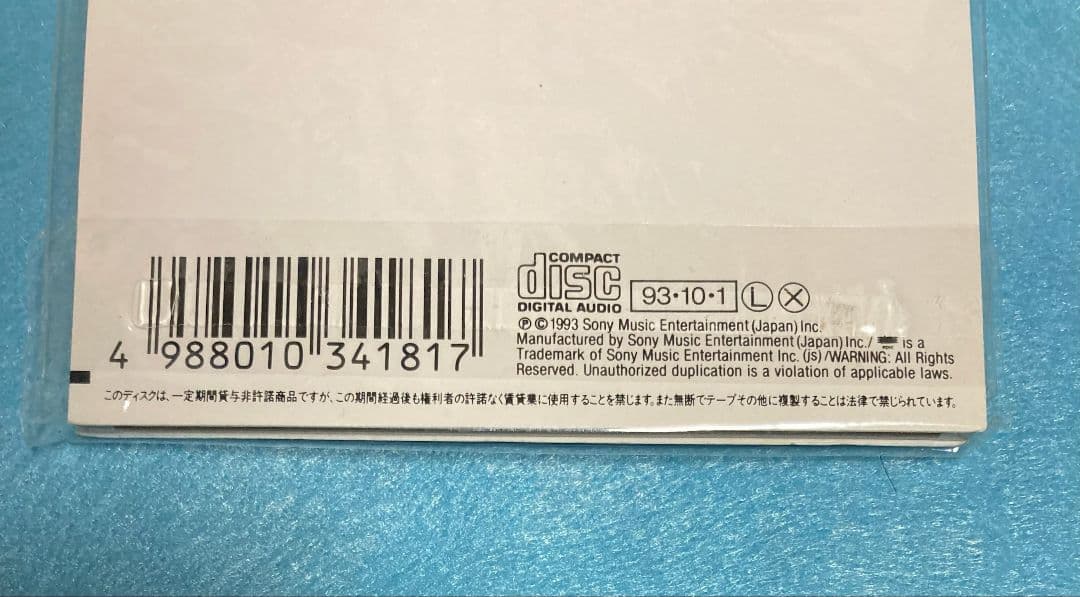 4 988010 341817
COMPACT
disc
DIGITAL AUDIO
93・10・1 Ⓛ Ⓧ
Ⓟ©1993 Sony Music Entertainment (Japan) Inc.
Manufactured by Sony Music Entertainment (Japan) Inc./ is a
Trademark of Sony Music Entertainment Inc. (js)/WARNING: All Rights
Reserved. Unauthorized duplication is a violation of applicable laws.
このディスクは、一定期間貸与非許諾商品ですが、この期間経過後も権利者の許諾なく賃貸業に使用することを禁じます。また無断でテープその他に複製することは法律で禁じられています。